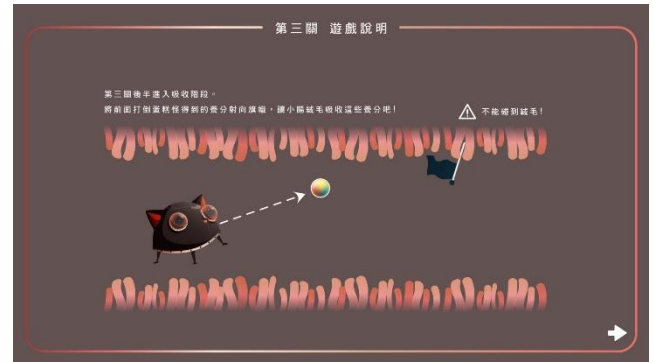 第三關 遊戲說明
第三關後半進入吸收階段。
將前面打倒蛋糕怪得到的養分射向旗幟，讓小腸絨毛吸收這些養分吧！
不能碰到絨毛！